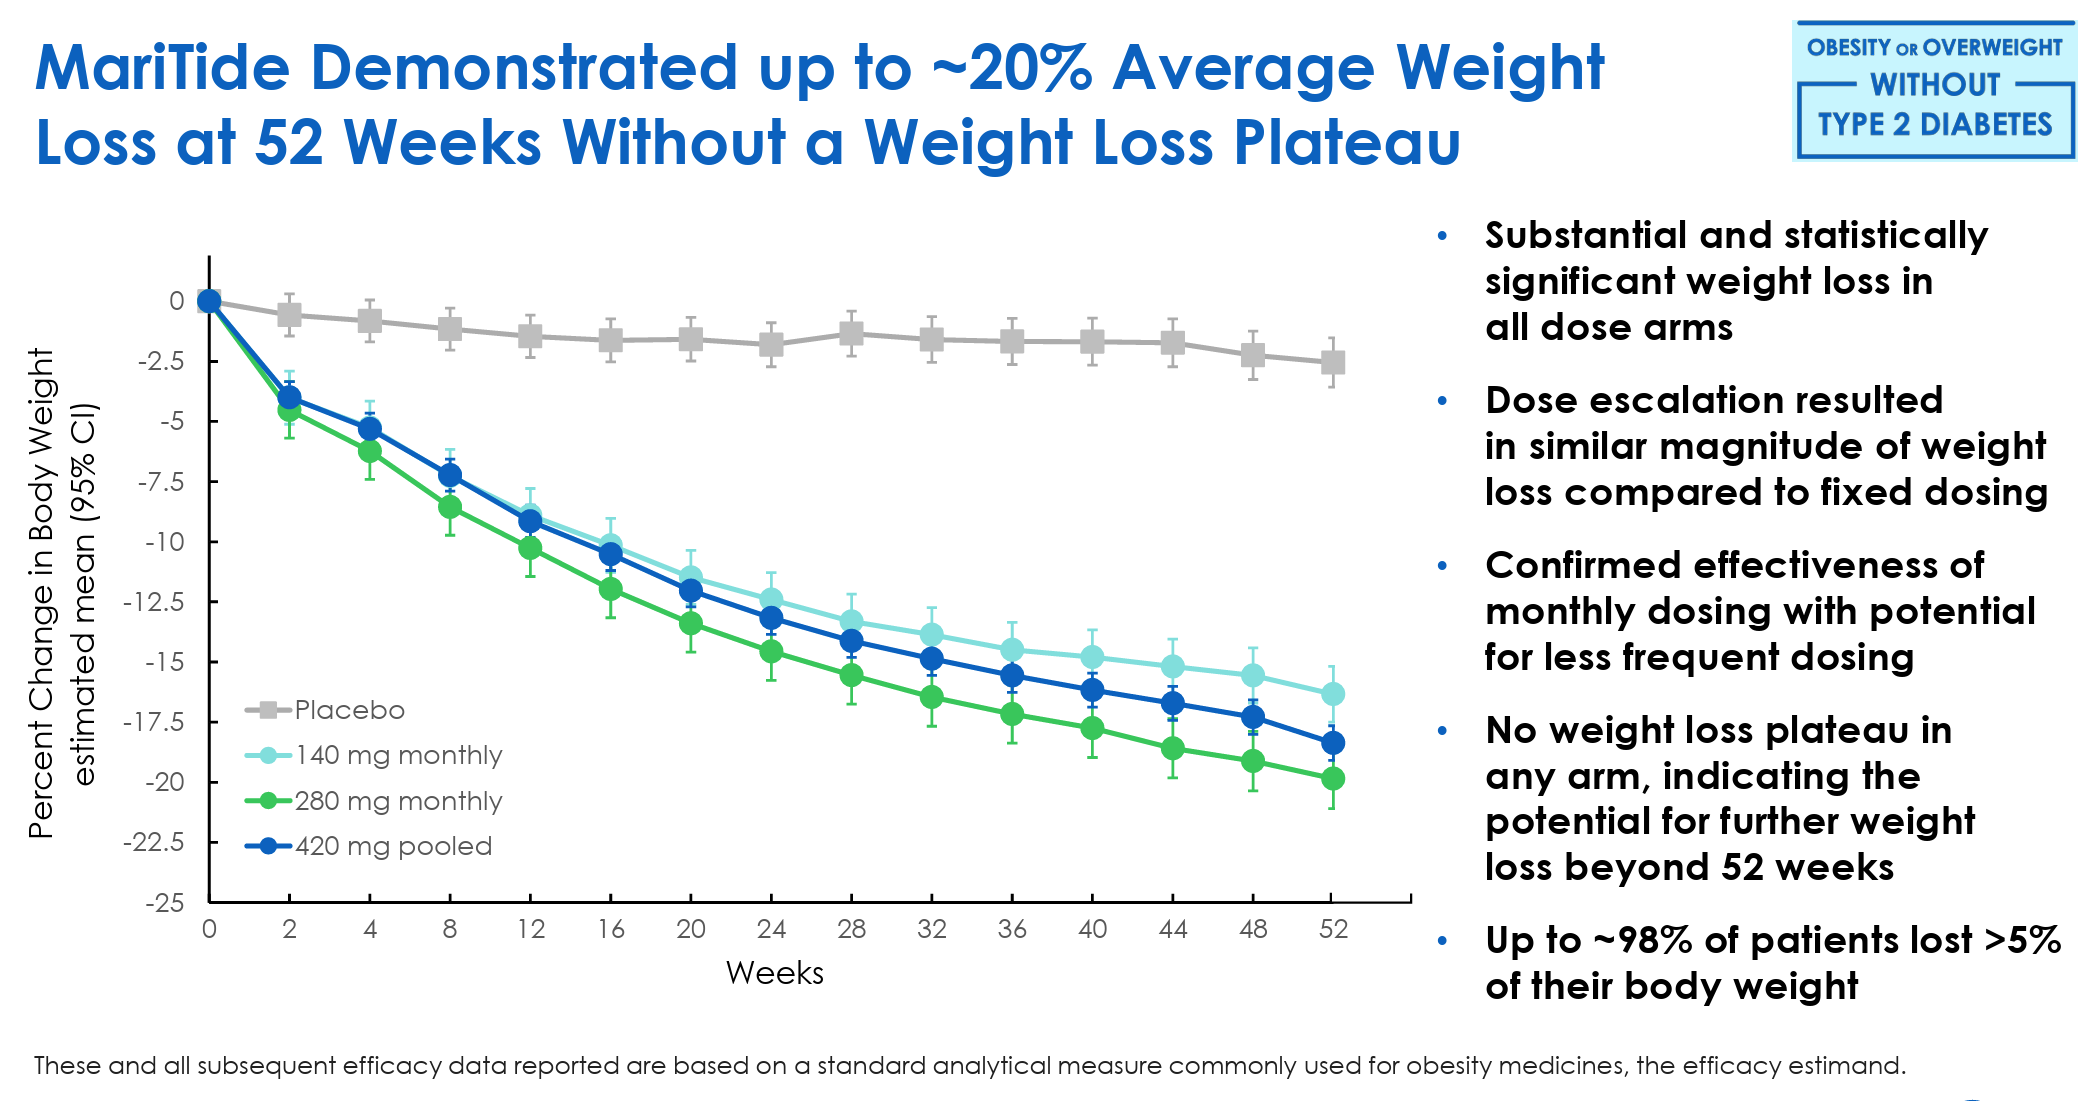 MariTide Demonstrated up to ~20% Average Weight
Loss at 52 Weeks Without a Weight Loss Plateau
OBESITY OR OVERWEIGHT
WITHOUT
TYPE 2 DIABETES
Percent Change in Body Weight
estimated mean (95% CI)
0
-2.5
-5
-7.5
-10
-12.5
-15
-17.5
-20
-22.5
-25
Placebo
140 mg monthly
280 mg monthly
420 mg pooled
0 2 4 8 12 16 20 24 28 32 36 40 44 48 52
Weeks
• Substantial and statistically
significant weight loss in
all dose arms
• Dose escalation resulted
in similar magnitude of weight
loss compared to fixed dosing
• Confirmed effectiveness of
monthly dosing with potential
for less frequent dosing
• No weight loss plateau in
any arm, indicating the
potential for further weight
loss beyond 52 weeks
• Up to ~98% of patients lost >5%
of their body weight
These and all subsequent efficacy data reported are based on a standard analytical measure commonly used for obesity medicines, the efficacy estimand.